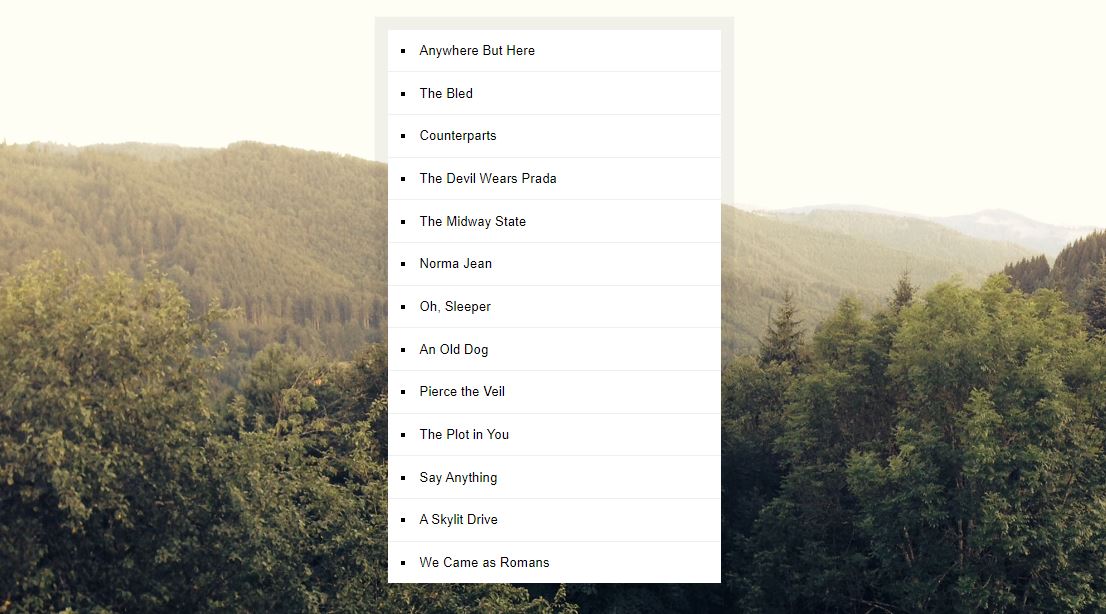 Anywhere But Here
The Bled
Counterparts
The Devil Wears Prada
The Midway State
Norma Jean
Oh, Sleeper
An Old Dog
Pierce the Veil
The Plot in You
Say Anything
A Skylit Drive
We Came as Romans